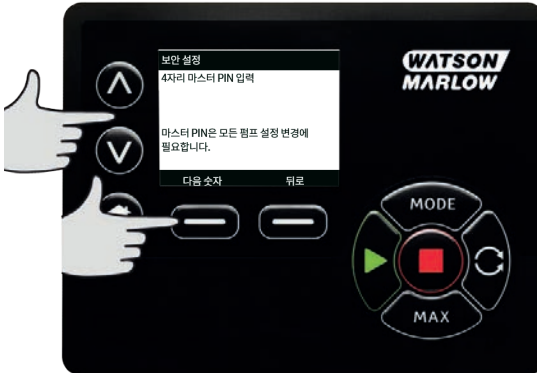 보안 설정
4자리 마스터 PIN 입력
마스터 PIN은 모든 펌프 설정 변경에
필요합니다.
다음 숫자 뒤로
WATSON
MARLOW
MODE
MAX